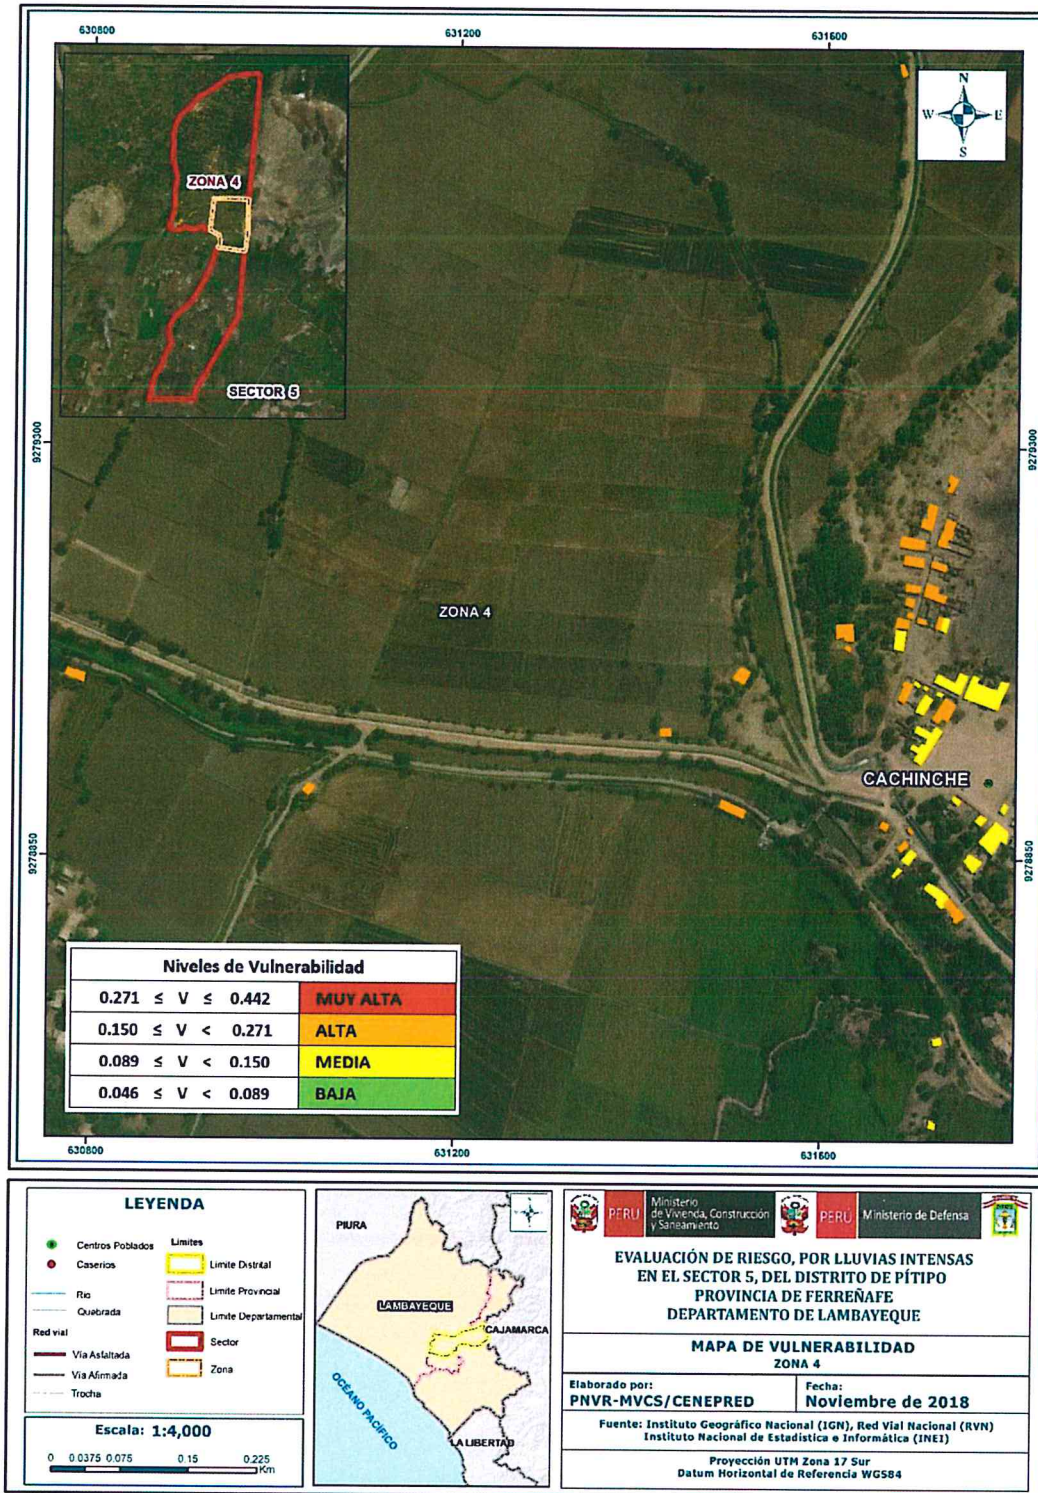 630800
631200
631600
N
W
E
S
ZONA 4
SECTOR 5
9279300
9279300
ZONA 4
CACHINCHE
9278850
9278850
Niveles de Vulnerabilidad
0.271 ≤ V ≤ 0.442 MUY ALTA
0.150 ≤ V < 0.271 ALTA
0.089 ≤ V < 0.150 MEDIA
0.046 ≤ V < 0.089 BAJA
630800
631200
631600
LEYENDA
Centros Poblados
Caserios
Rio
Quebrada
Red vial
Vía Asfaltada
Vía Afirmada
Trocha
Limites
Limite Distrital
Limite Provincial
Limite Departamental
Sector
Zona
Escala: 1:4,000
0 0.0375 0.075 0.15 0.225
Km
PIURA
LAMBAYEQUE
CAJAMARCA
OCÉANO PACÍFICO
LA LIBERTAD
PERÚ
Ministerio
de Vivienda, Construcción
y Saneamiento
PERÚ
Ministerio de Defensa
EVALUACIÓN DE RIESGO, POR LLUVIAS INTENSAS
EN EL SECTOR 5, DEL DISTRITO DE PÍTIPO
PROVINCIA DE FERREÑAFE
DEPARTAMENTO DE LAMBAYEQUE
MAPA DE VULNERABILIDAD
ZONA 4
Elaborado por:
PNVR-MVCS/CENEPRED
Fecha:
Noviembre de 2018
Fuente: Instituto Geográfico Nacional (IGN), Red Vial Nacional (RVN)
Instituto Nacional de Estadística e Informática (INEI)
Proyección UTM Zona 17 Sur
Datum Horizontal de Referencia WGS84